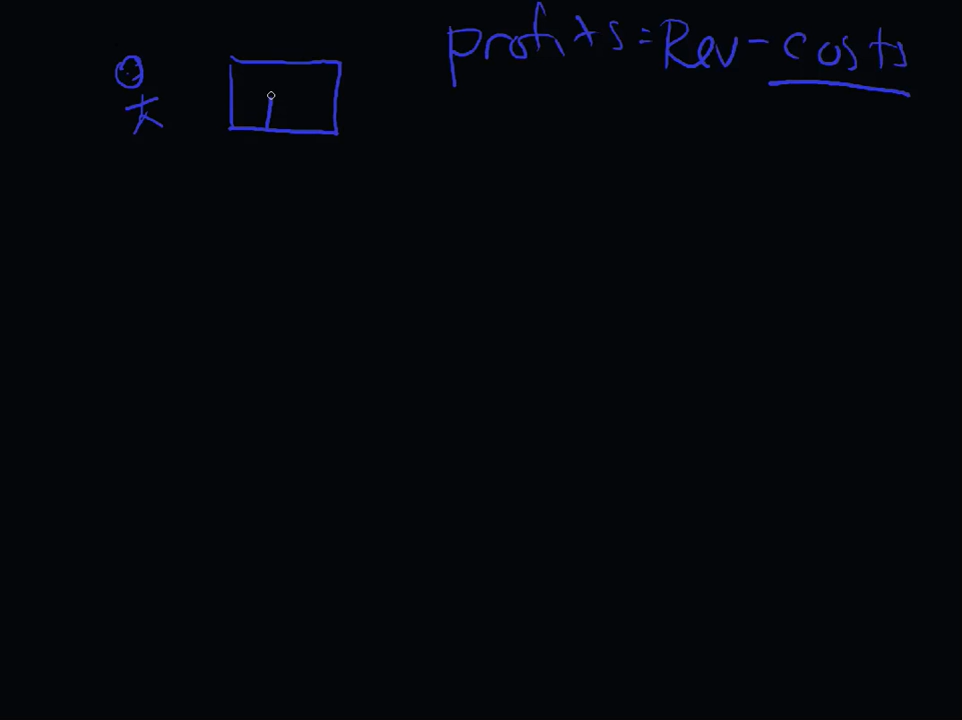 profits = Rev - costs